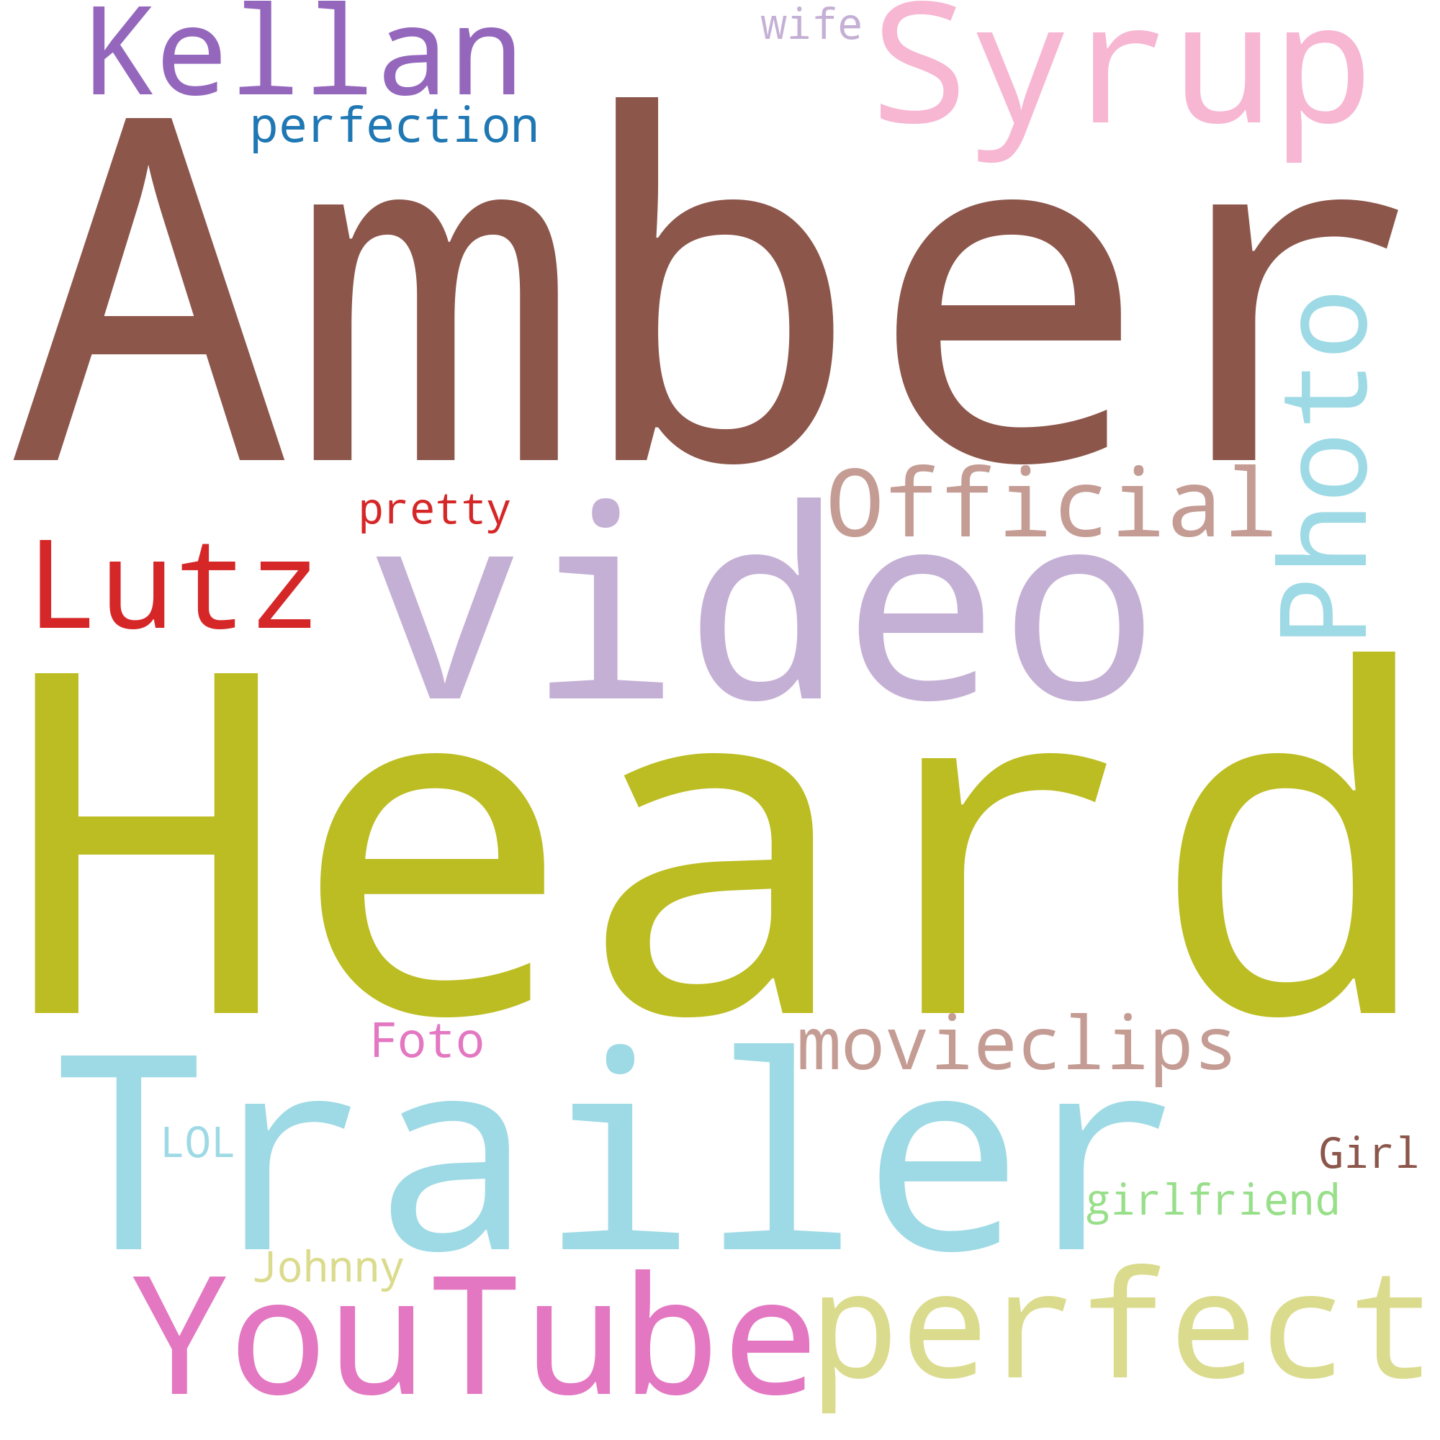 Kellan
wife
Syrup
perfection
Amber
Photo
Official
pretty
video
Lutz
Heard
Foto
movieclips
Trailer
LOL
Girl
girlfriend
Johnny
YouTube
perfect